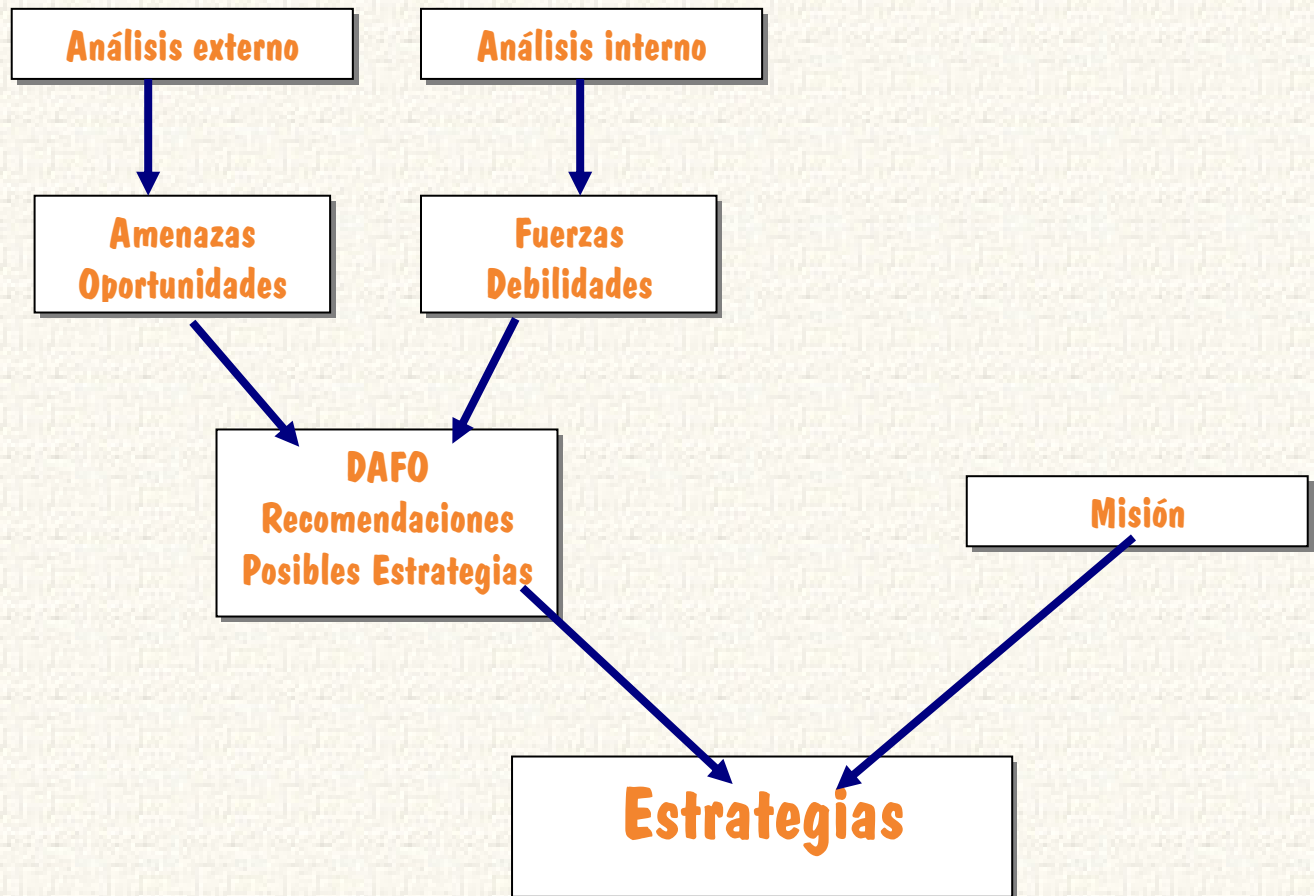 Análisis externo
Análisis interno
Amenazas
Oportunidades
Fuerzas
Debilidades
DAFO
Recomendaciones
Posibles Estrategias
Misión
Estrategias